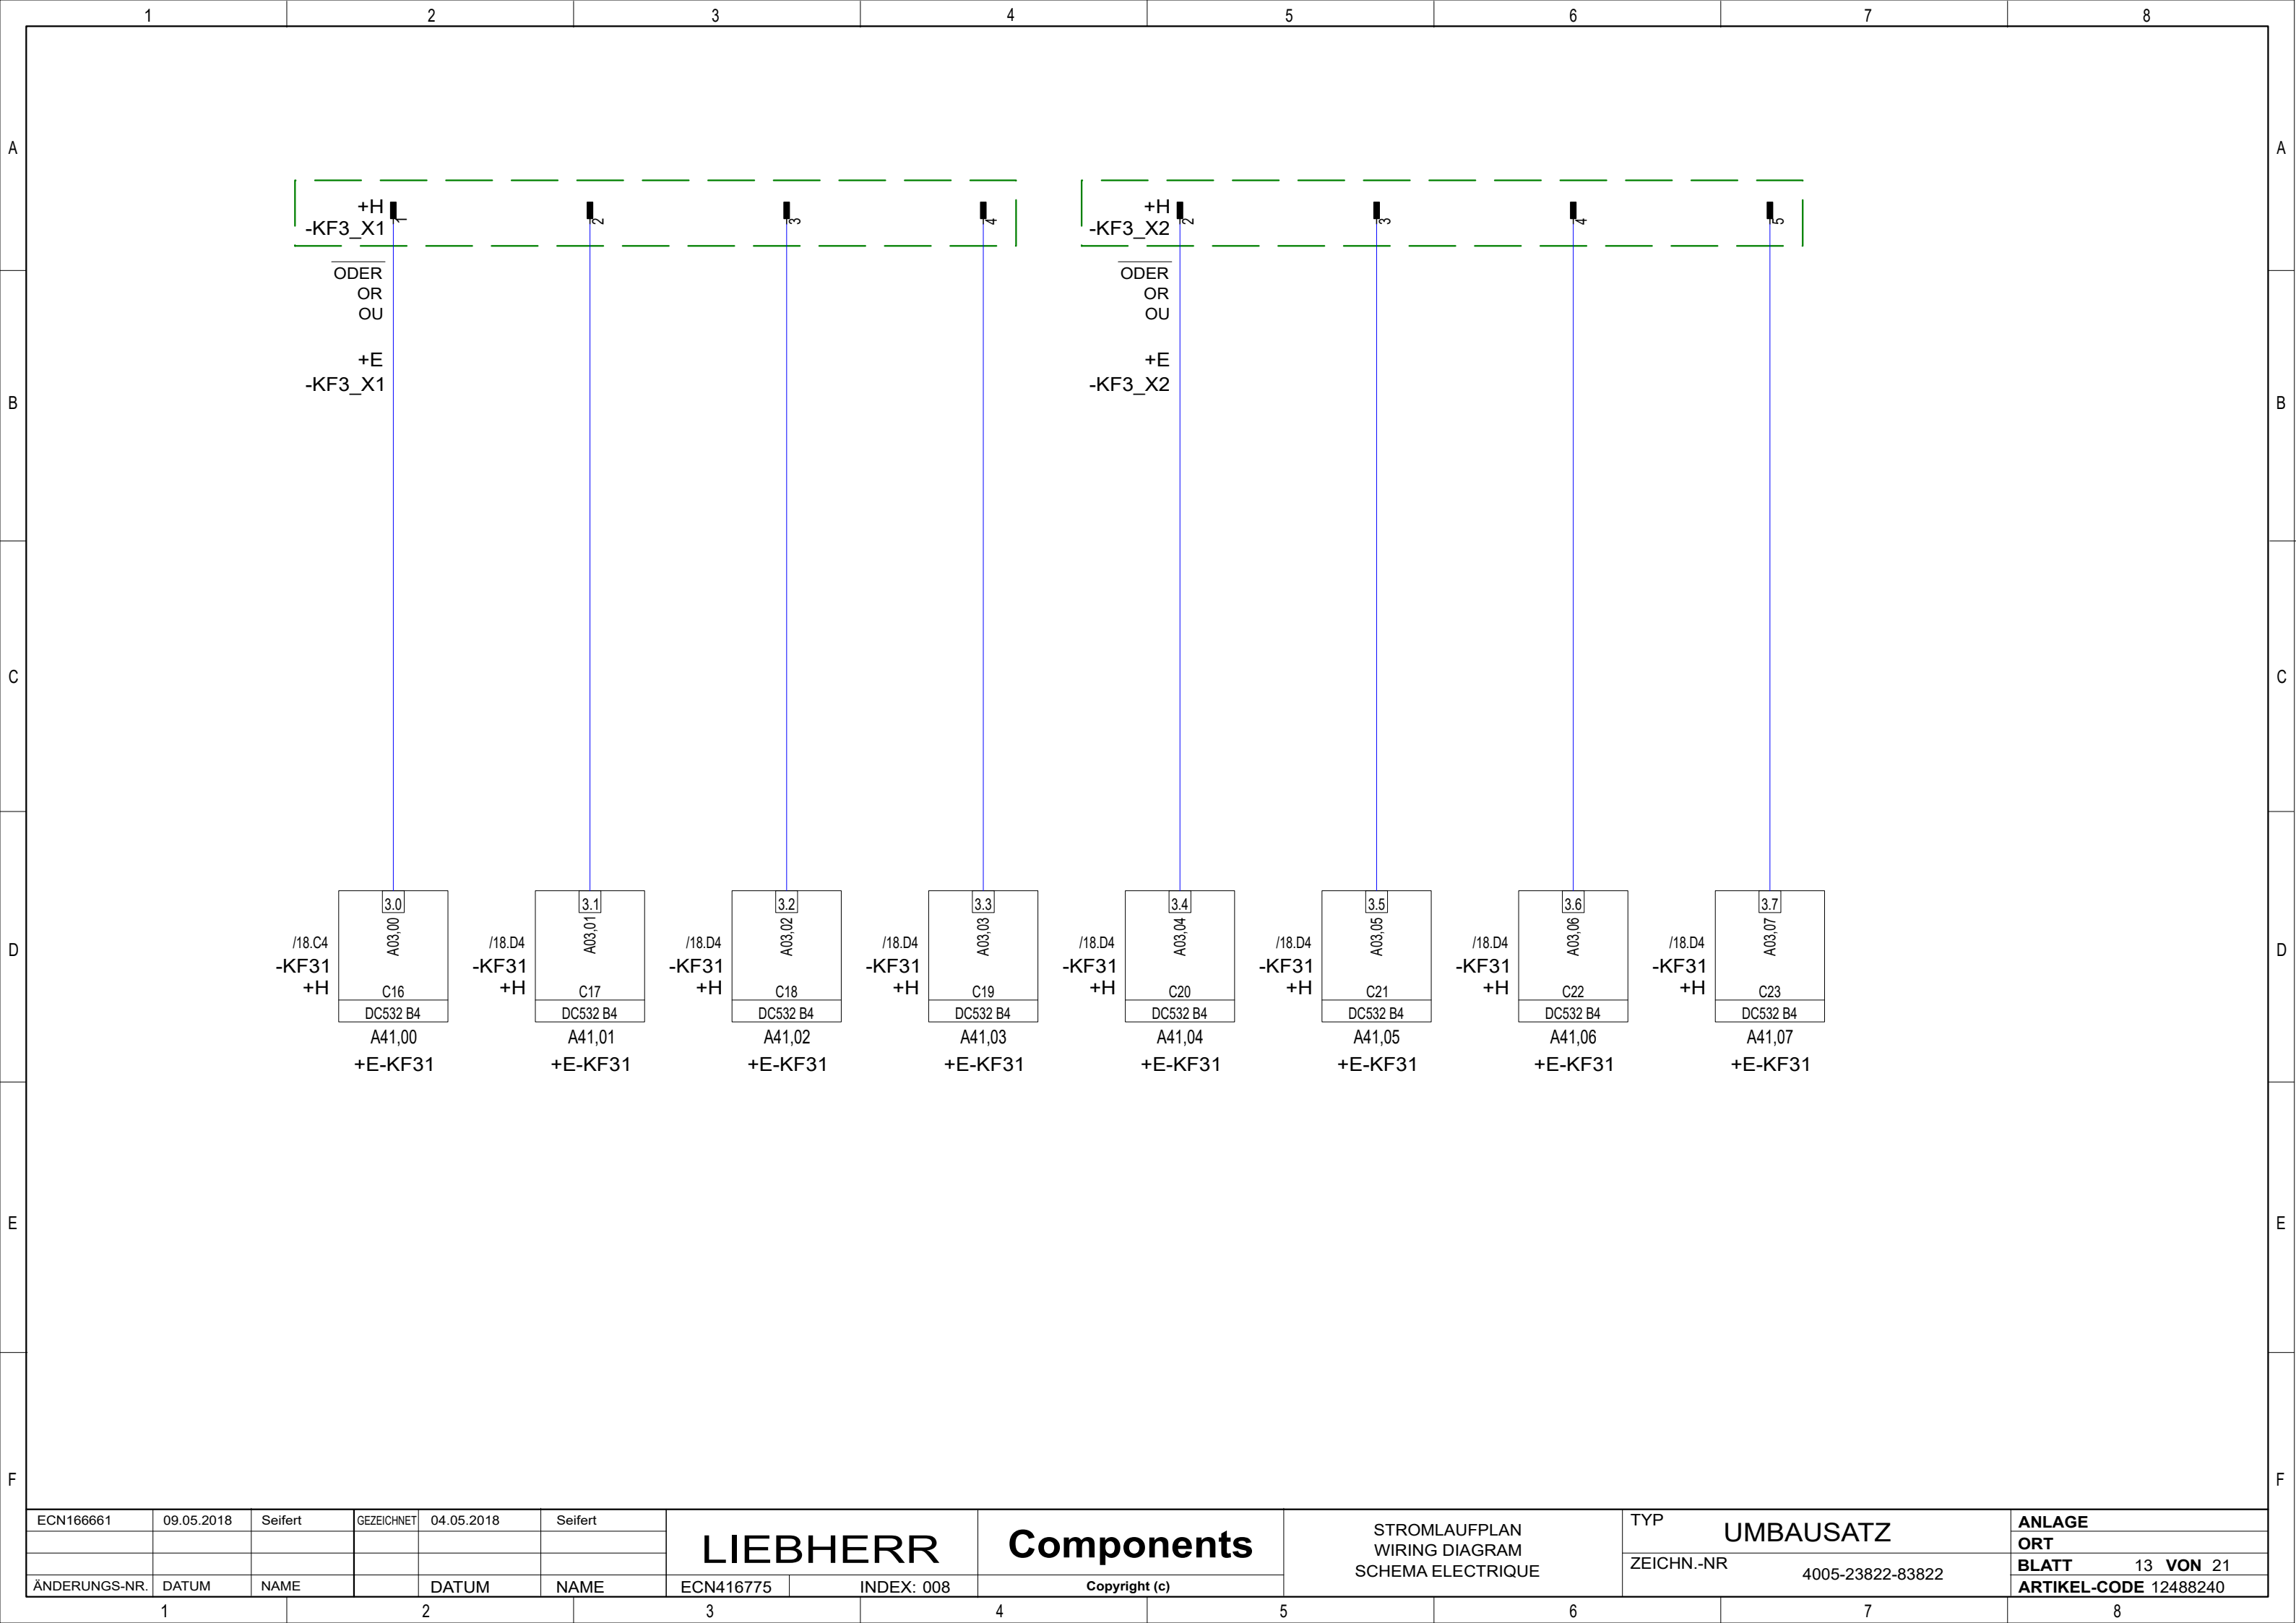 1 2 3 4 5 6 7 8
A A
+H +H
-KF3_X1 1 2 3 4 -KF3_X2 2 3 4 5
ODER ODER
OR OR
OU OU
+E +E
-KF3_X1 -KF3_X2
B B
C C
3.0 3.1 3.2 3.3 3.4 3.5 3.6 3.7
A03,00 A03,01 A03,02 A03,03 A03,04 A03,05 A03,06 A03,07
/18.C4 /18.D4 /18.D4 /18.D4 /18.D4 /18.D4 /18.D4 /18.D4
D D
-KF31 -KF31 -KF31 -KF31 -KF31 -KF31 -KF31 -KF31
+H +H +H +H +H +H +H +H
C16 C17 C18 C19 C20 C21 C22 C23
DC532 B4 DC532 B4 DC532 B4 DC532 B4 DC532 B4 DC532 B4 DC532 B4 DC532 B4
A41,00 A41,01 A41,02 A41,03 A41,04 A41,05 A41,06 A41,07
+E-KF31 +E-KF31 +E-KF31 +E-KF31 +E-KF31 +E-KF31 +E-KF31 +E-KF31
E E
F F
ECN166661 09.05.2018 Seifert GEZEICHNET 04.05.2018 Seifert
ÄNDERUNGS-NR. DATUM NAME DATUM NAME
LIEBHERR
ECN416775 INDEX: 008
Components
Copyright (c)
STROMLAUFPLAN
WIRING DIAGRAM
SCHEMA ELECTRIQUE
TYP UMBAUSATZ
ZEICHN.-NR 4005-23822-83822
ANLAGE
ORT
BLATT 13 VON 21
ARTIKEL-CODE 12488240
1 2 3 4 5 6 7 8